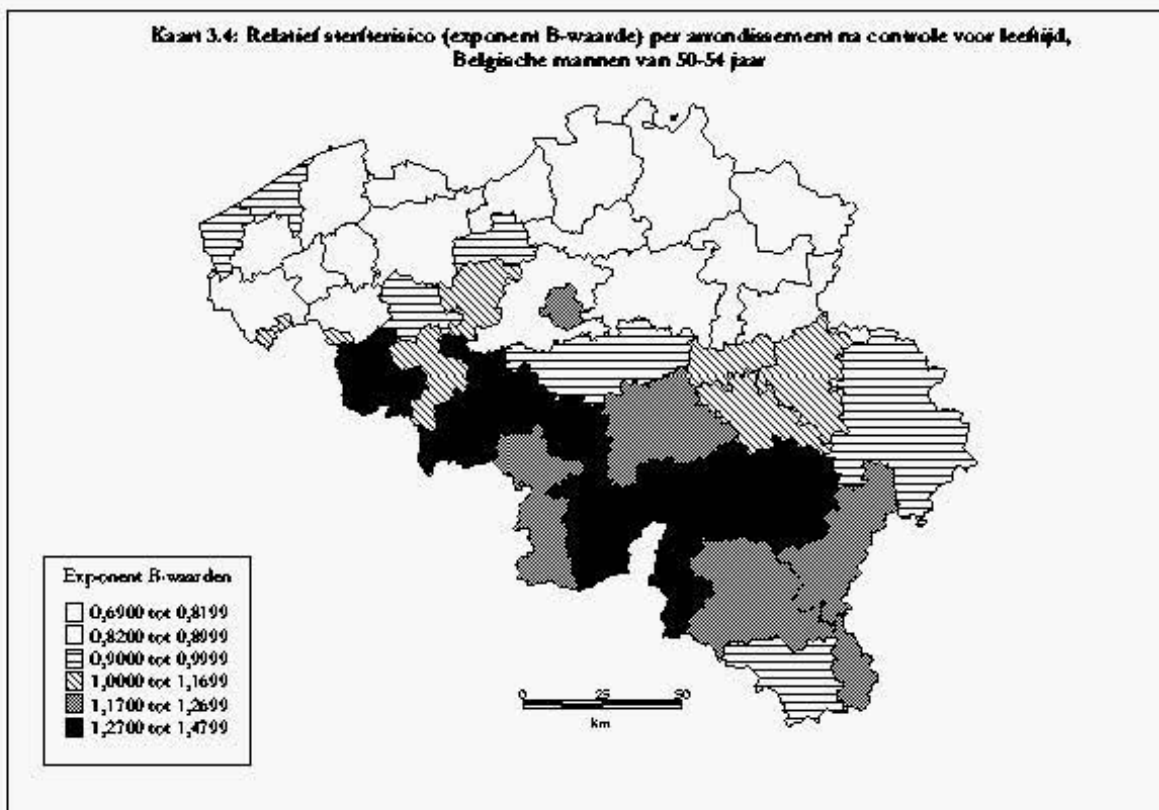 Kaart 3.4: Relatief sterfterisico (exponent B-waarde) per arrondissement na controle voor leeftijd,
Belgische mannen van 50-54 jaar
Exponent B-waarden
0,6900 tot 0,8199
0,8200 tot 0,8999
0,9000 tot 0,9999
1,0000 tot 1,1699
1,1700 tot 1,2699
1,2700 tot 1,4799
0 25 50
km